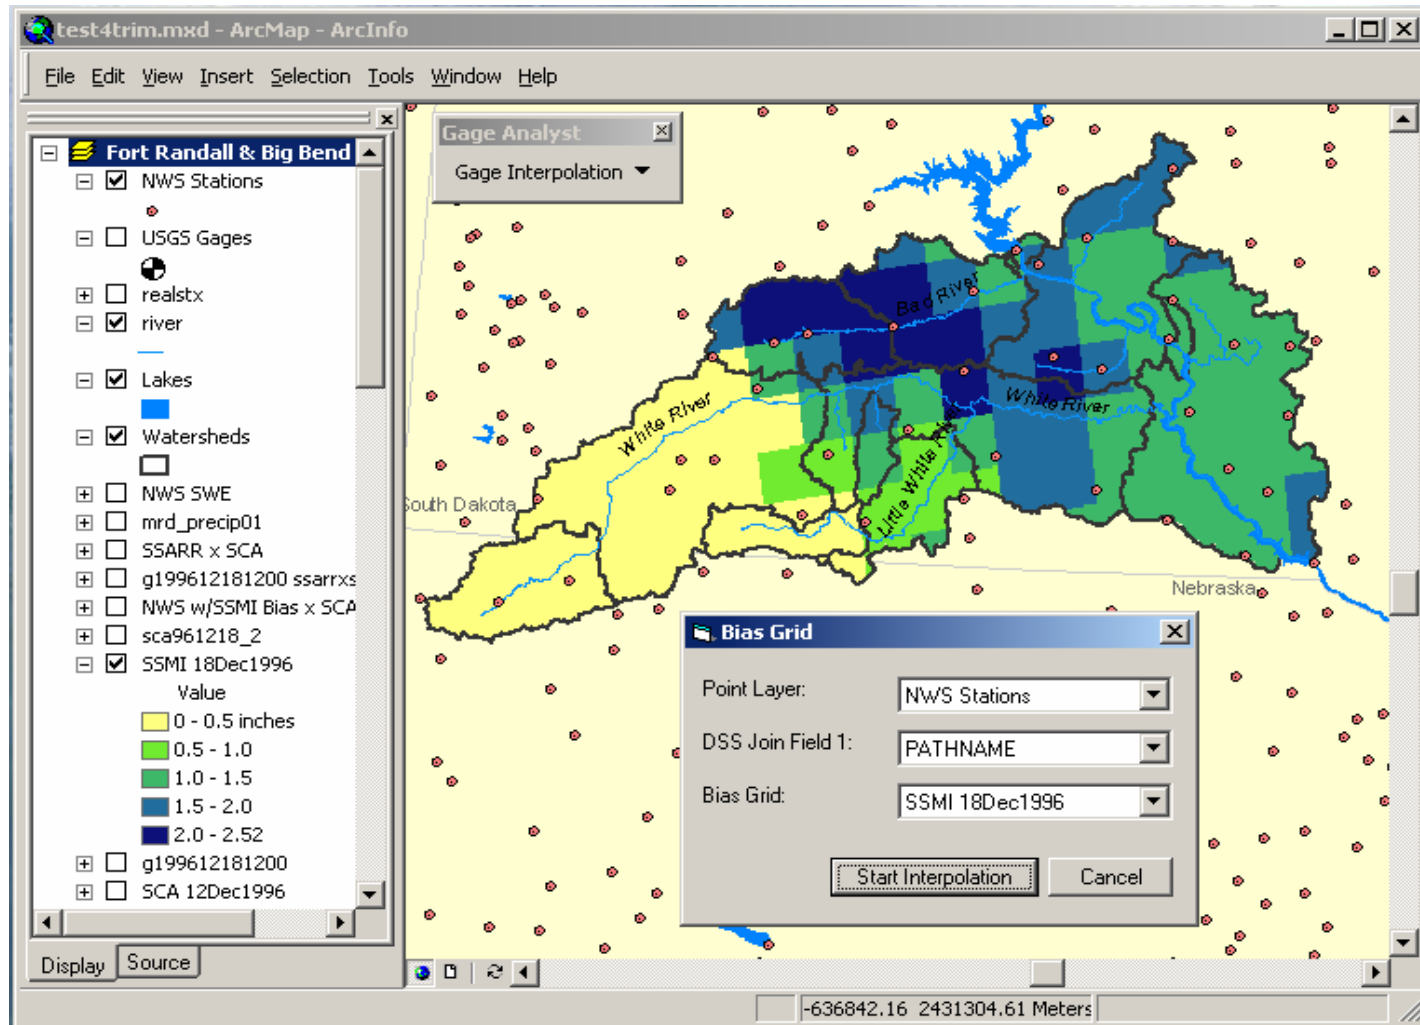 test4trim.mxd - ArcMap - ArcInfo
File Edit View Insert Selection Tools Window Help
Fort Randall & Big Bend
NWS Stations
USGS Gages
realstx
river
Lakes
Watersheds
NWS SWE
mrd_precip01
SSARR x SCA
g199612181200 ssarrxs
NWS w/SSMI Bias x SCA
sca961218_2
SSMI 18Dec1996
Value
0 - 0.5 inches
0.5 - 1.0
1.0 - 1.5
1.5 - 2.0
2.0 - 2.52
g199612181200
SCA 12Dec1996
Display Source
Gage Analyst
Gage Interpolation
Bad River
White River
White River
Little White River
South Dakota
Nebraska
Bias Grid
Point Layer: NWS Stations
DSS Join Field 1: PATHNAME
Bias Grid: SSMI 18Dec1996
Start Interpolation Cancel
-636842.16 2431304.61 Meters